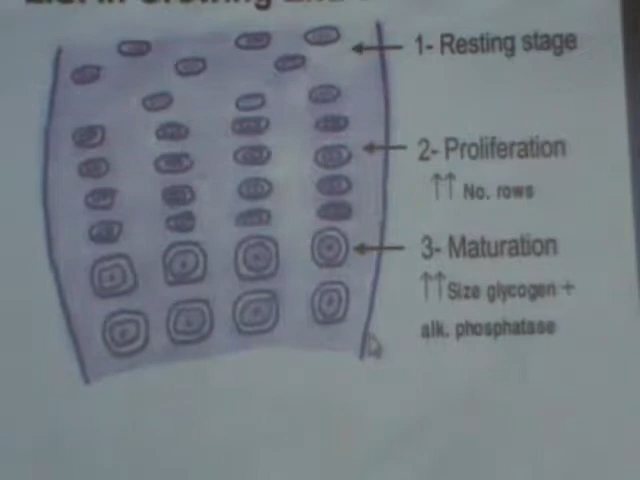 1- Resting stage
2- Proliferation
↑↑ No. rows
3- Maturation
↑↑ Size glycogen +
alk. phosphatase